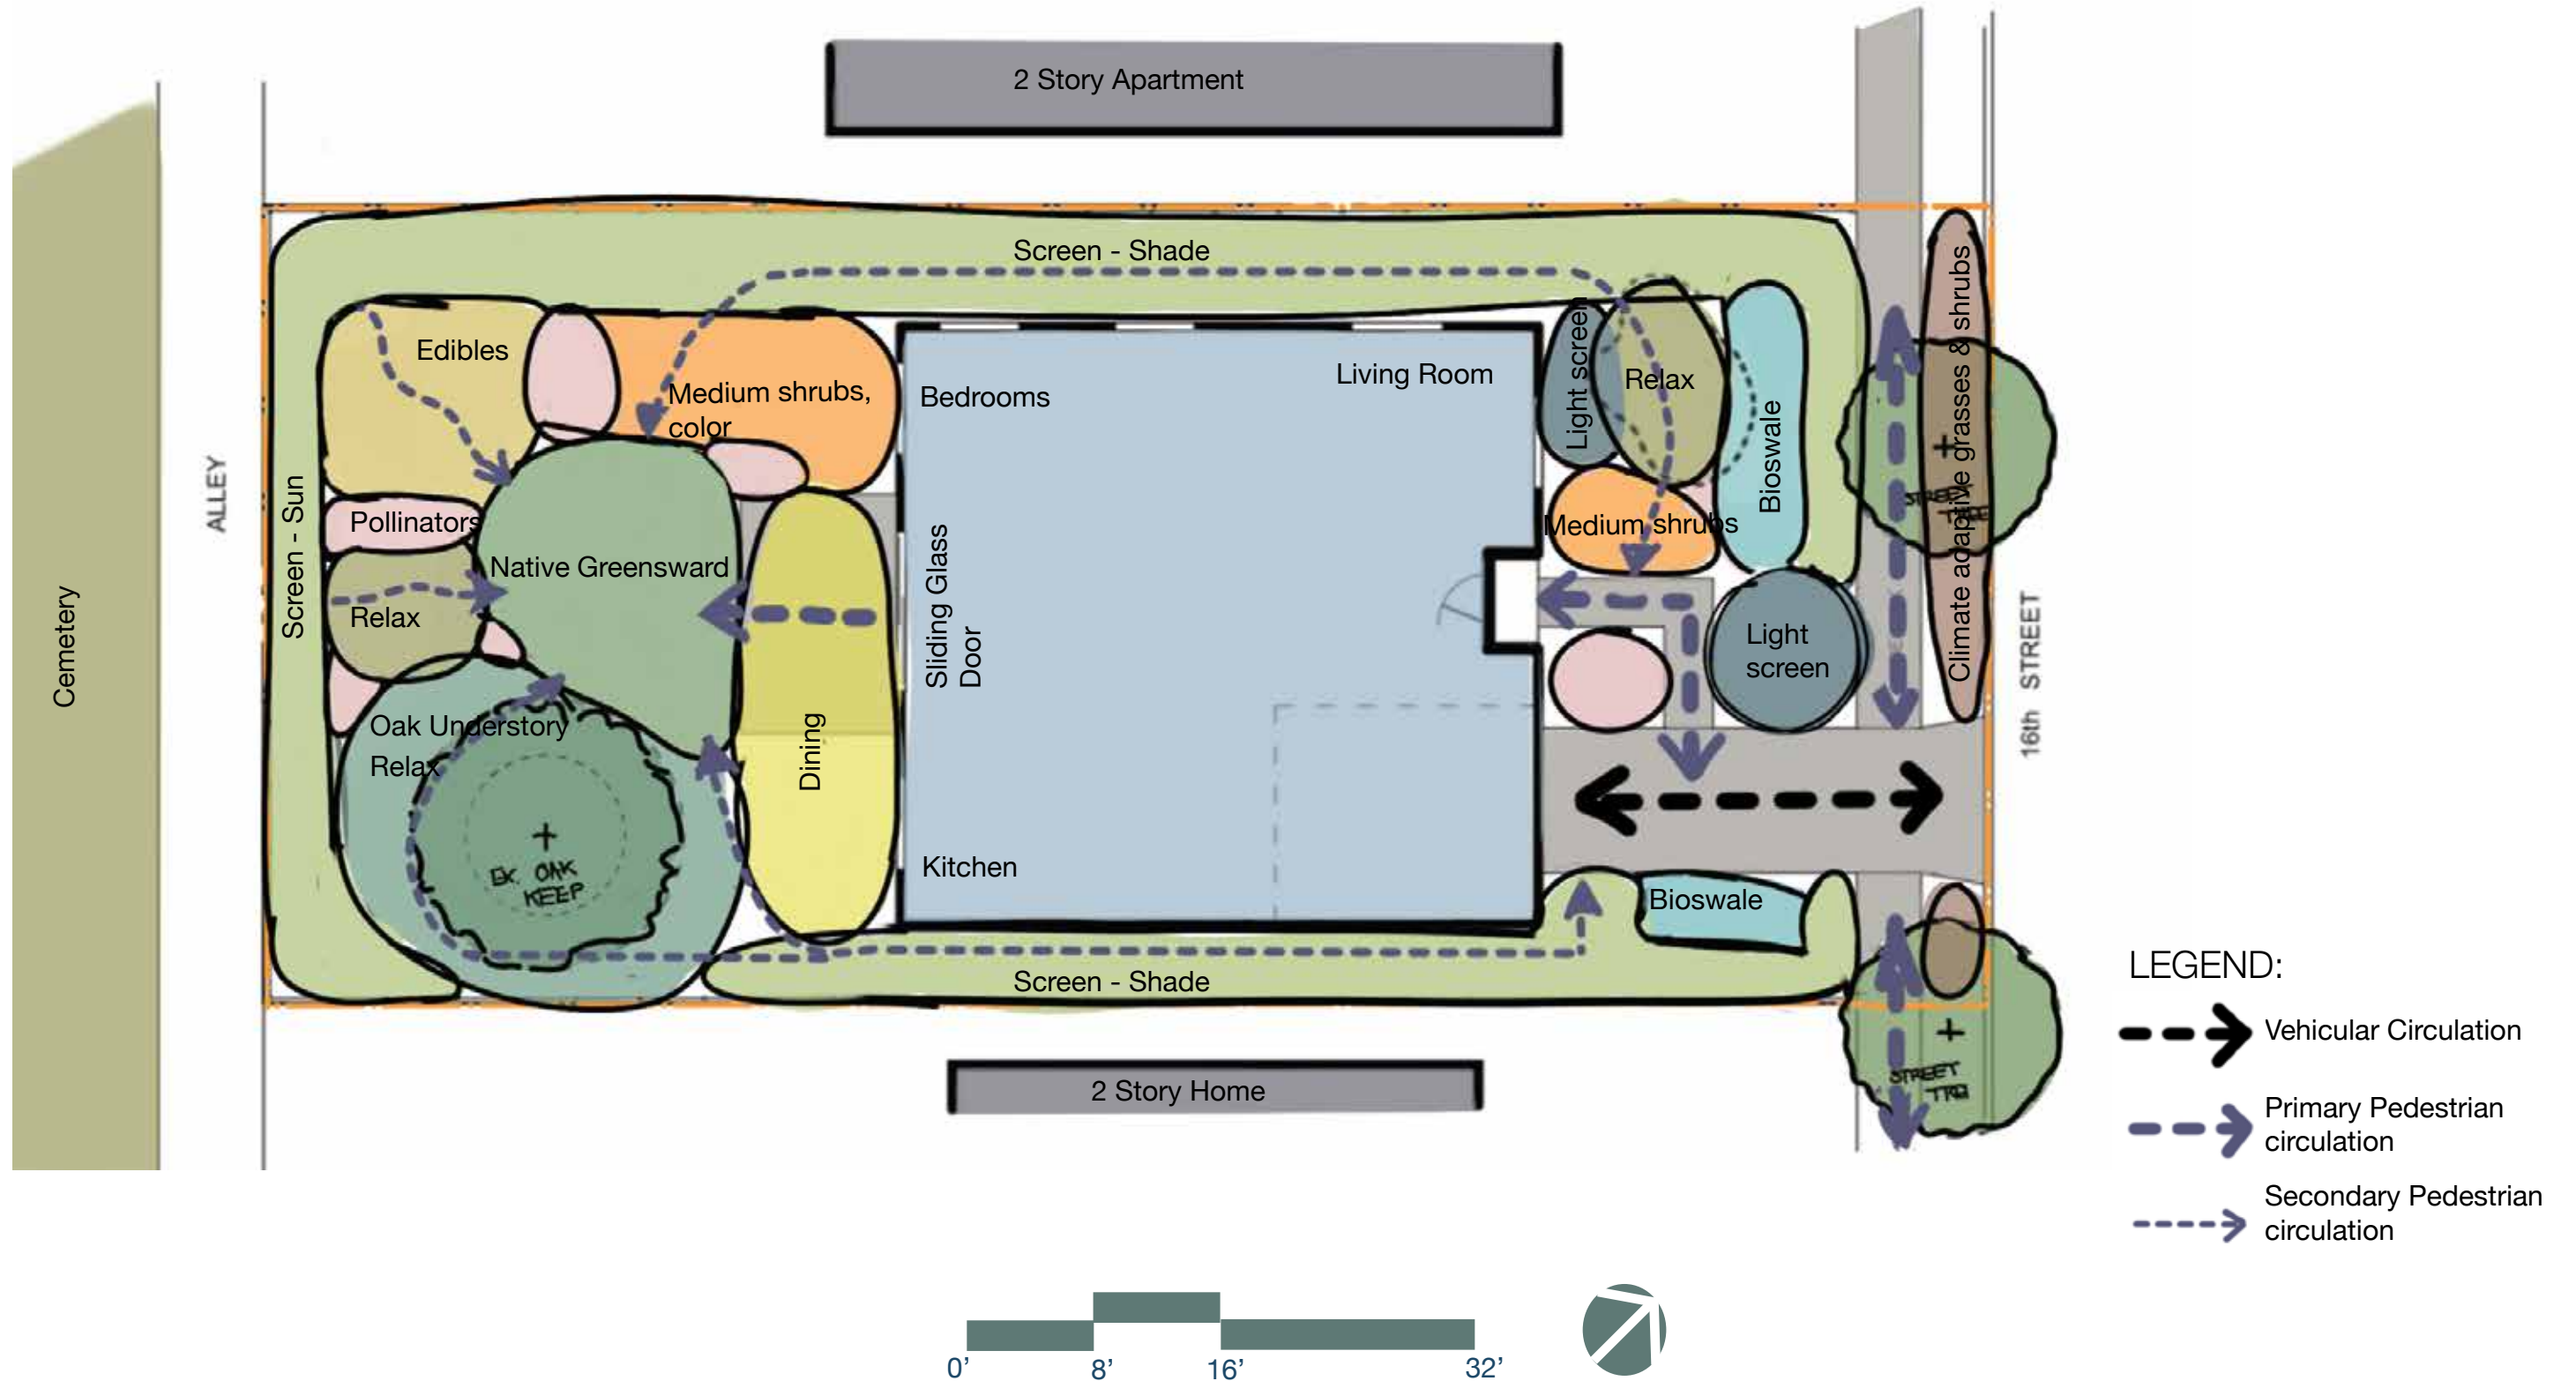 2 Story Apartment
Screen - Shade
Edibles
Medium shrubs,
color
Bedrooms
Living Room
Light screen
Relax
Bioswale
Climate adaptive grasses & shrubs
STREET
TREE
ALLEY
Screen - Sun
Pollinators
Native Greensward
Relax
Sliding Glass
Door
Medium shrubs
Light
screen
16th STREET
Cemetery
Oak Understory
Relax
Dining
EX. OAK
KEEP
Kitchen
Bioswale
Screen - Shade
STREET
TREE
2 Story Home
LEGEND:
Vehicular Circulation
Primary Pedestrian
circulation
Secondary Pedestrian
circulation
0’ 8’ 16’ 32’